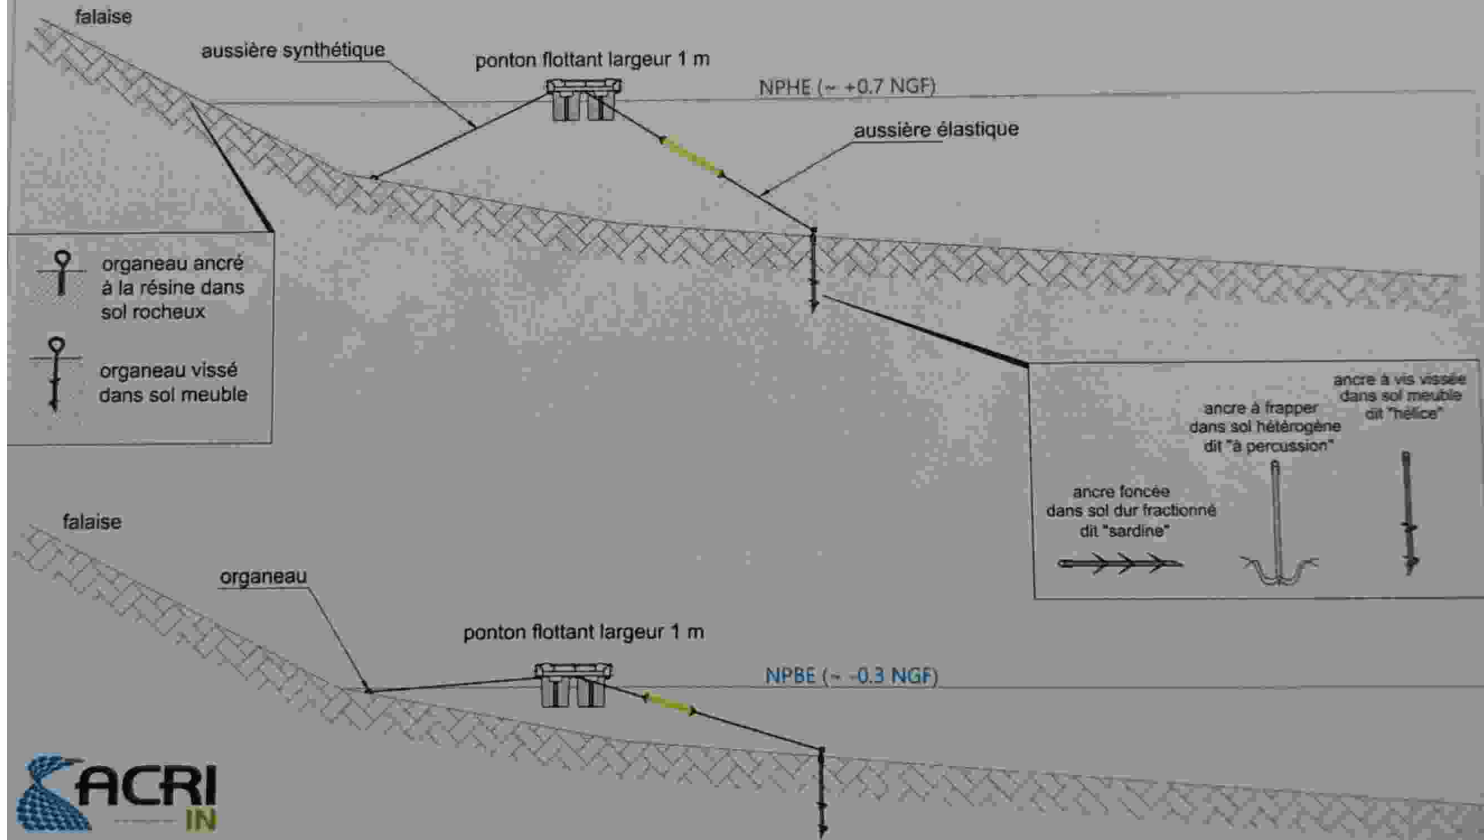 falaise
aussière synthétique
ponton flottant largeur 1 m
NPHE (~ +0.7 NGF)
aussière élastique
organeau ancré
à la résine dans
sol rocheux
organeau vissé
dans sol meuble
ancre à vis vissée
dans sol meuble
dit "hélice"
ancre à frapper
dans sol hétérogène
dit "à percussion"
ancre foncée
dans sol dur fractionné
dit "sardine"
falaise
organeau
ponton flottant largeur 1 m
NPBE (~ -0.3 NGF)
ACRI
IN